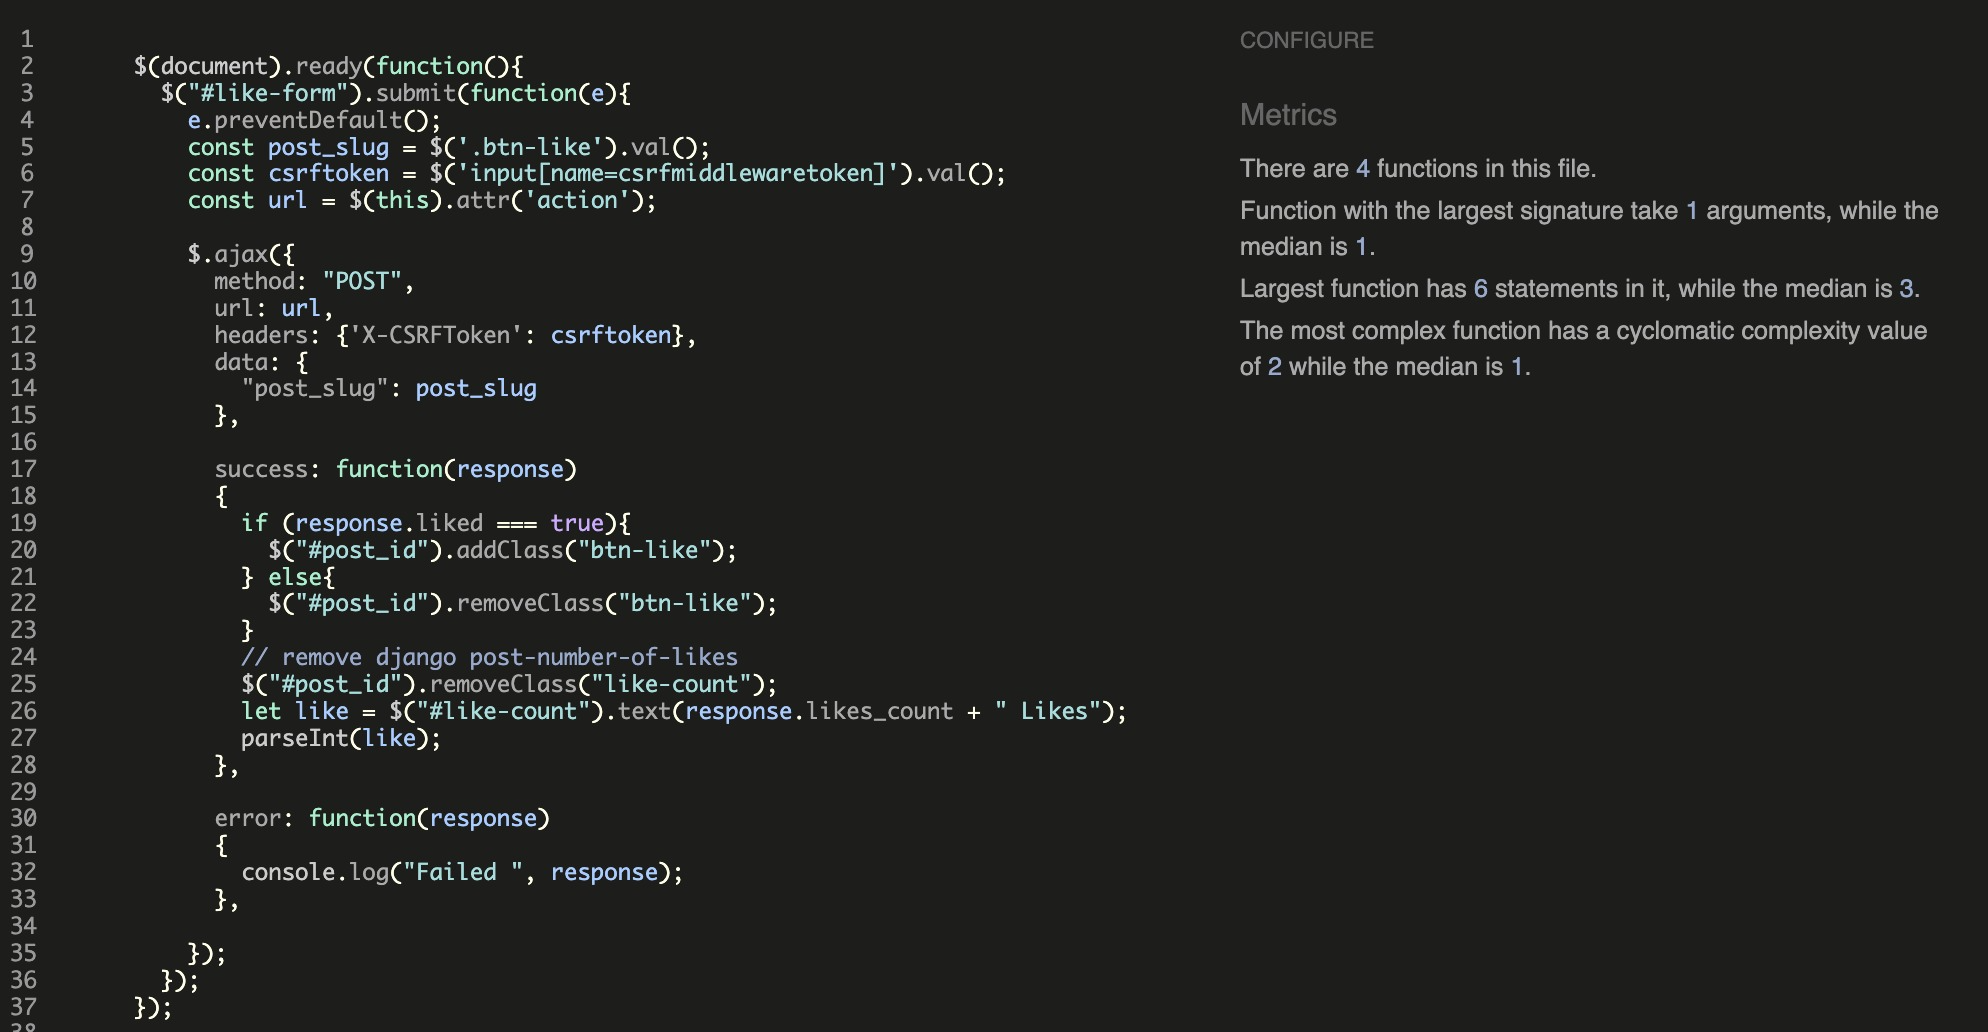 1
2 $(document).ready(function(){
3 $("#like-form").submit(function(e){
4 e.preventDefault();
5 const post_slug = $('.btn-like').val();
6 const csrftoken = $('input[name=csrfmiddlewaretoken]').val();
7 const url = $(this).attr('action');
8
9 $.ajax({
10 method: "POST",
11 url: url,
12 headers: {'X-CSRFToken': csrftoken},
13 data: {
14 "post_slug": post_slug
15 },
16
17 success: function(response)
18 {
19 if (response.liked === true){
20 $("#post_id").addClass("btn-like");
21 } else{
22 $("#post_id").removeClass("btn-like");
23 }
24 // remove django post-number-of-likes
25 $("#post_id").removeClass("like-count");
26 let like = $("#like-count").text(response.likes_count + " Likes");
27 parseInt(like);
28 },
29
30 error: function(response)
31 {
32 console.log("Failed ", response);
33 },
34
35 });
36 });
37 });
38
CONFIGURE
Metrics
There are 4 functions in this file.
Function with the largest signature take 1 arguments, while the
median is 1.
Largest function has 6 statements in it, while the median is 3.
The most complex function has a cyclomatic complexity value
of 2 while the median is 1.